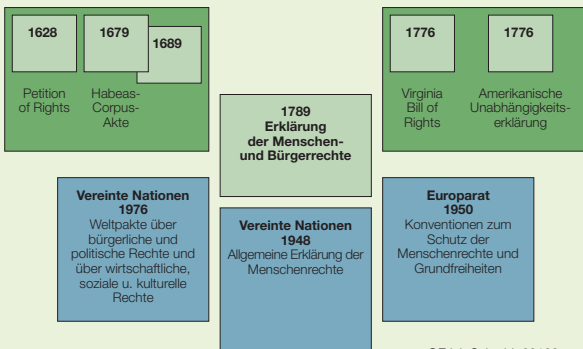 1628
Petition
of Rights
1679
Habeas-
Corpus-
Akte
1689
1776
Virginia
Bill of
Rights
1776
Amerikanische
Unabhängigkeits-
erklärung
1789
Erklärung
der Menschen-
und Bürgerrechte
Vereinte Nationen
1976
Weltpakte über
bürgerliche und
politische Rechte und
über wirtschaftliche,
soziale u. kulturelle
Rechte
Vereinte Nationen
1948
Allgemeine Erklärung der
Menschenrechte
Europarat
1950
Konventionen zum
Schutz der
Menschenrechte und
Grundfreiheiten